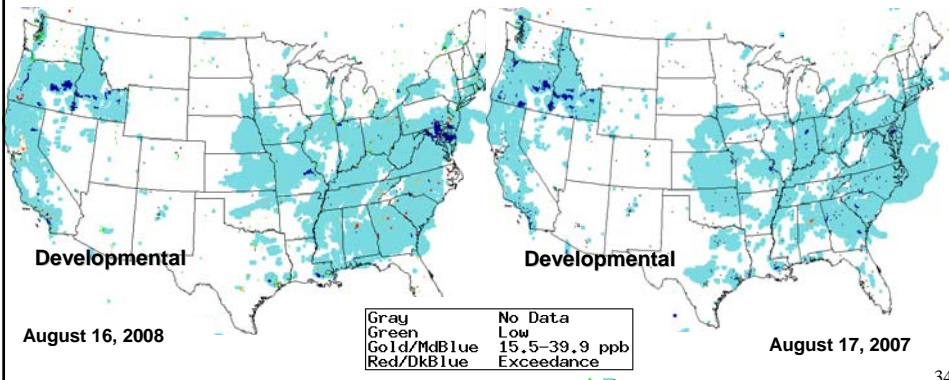 Developmental
Developmental
August 16, 2008
Gray No Data
Green Low
Gold/MdBlue 15.5-39.9 ppb
Red/DkBlue Exceedance
August 17, 2007
34